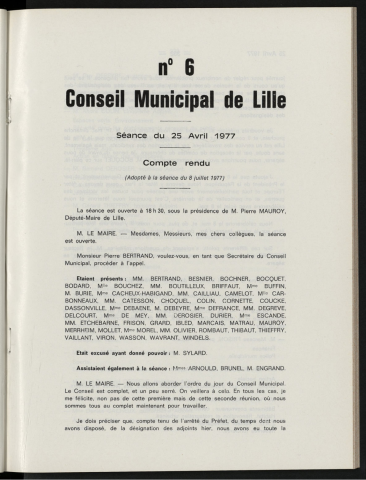 n° 6
Conseil Municipal de Lille
Séance du 25 Avril 1977
Compte rendu
(Adopté à la séance du 8 juillet 1977)
La séance est ouverte à 18 h 30, sous la présidence de M. Pierre MAUROY,
Député-Maire de Lille.
M. LE MAIRE. — Mesdames, Messieurs, mes chers collègues, la séance
est ouverte.
Monsieur Pierre BERTRAND, voulez-vous, en tant que Secrétaire du Conseil
Municipal, procéder à l'appel.
Etaient présents : MM. BERTRAND, BESNIER, BOCHNER, BOCQUET,
BODARD, Mlle BOUCHEZ, MM. BOUTILLEUX, BRIFFAUT, Mme BUFFIN,
M. BURIE, Mme CACHEUX-HABIGAND, MM. CAILLIAU, CAMELOT, Mme CAR-
BONNEAUX, MM. CATESSON, CHOQUEL, COLIN, CORNETTE, COUCKE,
DASSONVILLE, Mme DEBAENE, M. DEBEYRE, Mme DEFRANCE, MM. DEGRÈVE,
DELCOURT, Mme DE MEY, MM. DEROSIER, DURIER, Mme ESCANDE,
MM. ETCHEBARNE, FRISON, GRARD, IBLED, MARCAIS, MATRAU, MAUROY,
MERRHEIM, MOLLET, Mme MOREL, MM. OLIVIER, ROMBAUT, THIBAUT, THIEFFRY,
VAILLANT, VIRON, WASSON, WAVRANT, WINDELS.
Etait excusé ayant donné pouvoir : M. SYLARD.
Assistaient également à la séance : MM. ARNOULD, BRUNEL, M. ENGRAND.
M. LE MAIRE. — Nous allons aborder l'ordre du jour du Conseil Municipal.
Le Conseil est complet, et un peu serré. On veillera à cela. En tous les cas, je
me félicite, non pas de cette première mais de cette seconde réunion, où nous
sommes tous au complet maintenant pour travailler.
Je dois préciser que, compte tenu de l'arrêté du Préfet, du temps dont nous
avons disposé, de la désignation des adjoints hier, nous avons eu toute la